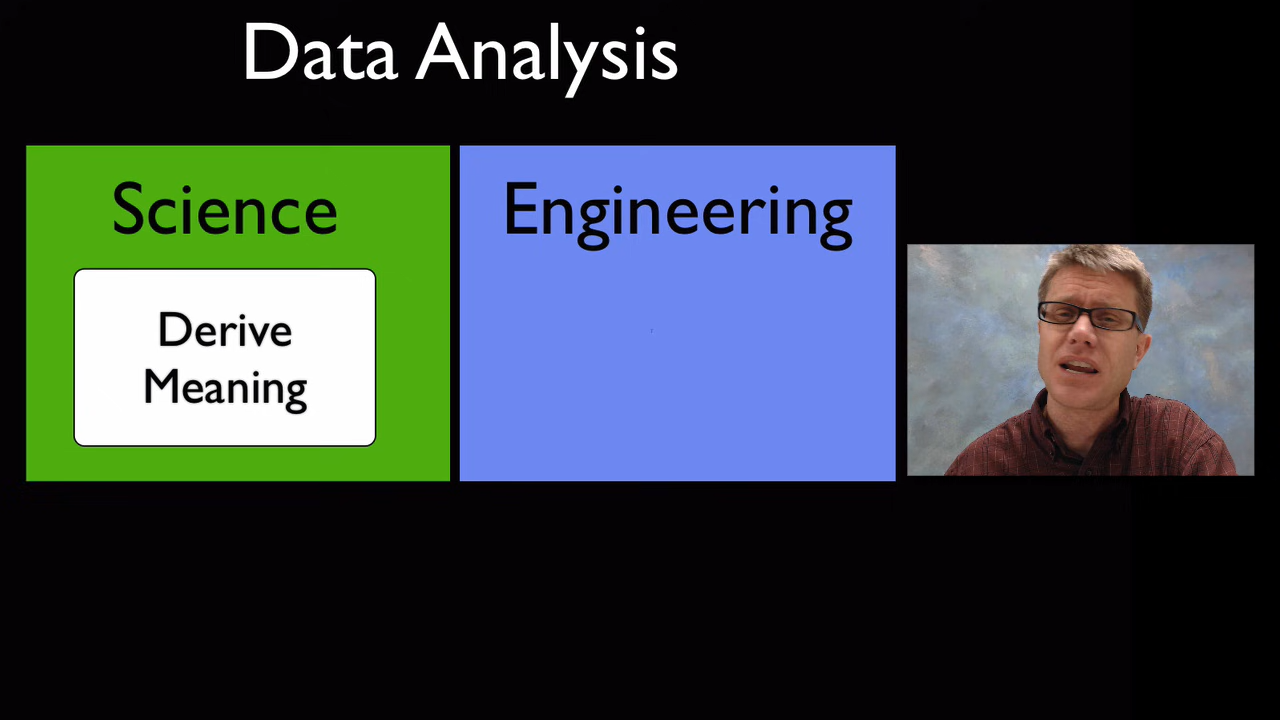 Data Analysis
Science
Engineering
Derive
Meaning